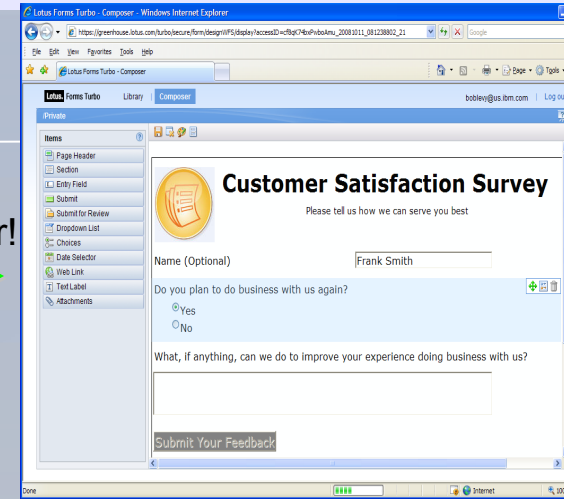 Lotus Forms Turbo - Composer - Windows Internet Explorer
https://greenhouse.lotus.com/turbo/secure/form/designWFS/display?accessID=cf8qK74bxPwboAmu_20081011_081238802_21
Google
File Edit View Favorites Tools Help
Lotus Forms Turbo - Composer
Page Tools
Lotus. Forms Turbo Library | Composer boblevy@us.ibm.com | Log ou
/Private
Items
Page Header
Section
Entry Field
Submit
Submit for Review
Dropdown List
Choices
Date Selector
Web Link
Text Label
Attachments
r!
Customer Satisfaction Survey
Please tell us how we can serve you best
Name (Optional) Frank Smith
Do you plan to do business with us again?
Yes
No
What, if anything, can we do to improve your experience doing business with us?
Submit Your Feedback
Done Internet 100